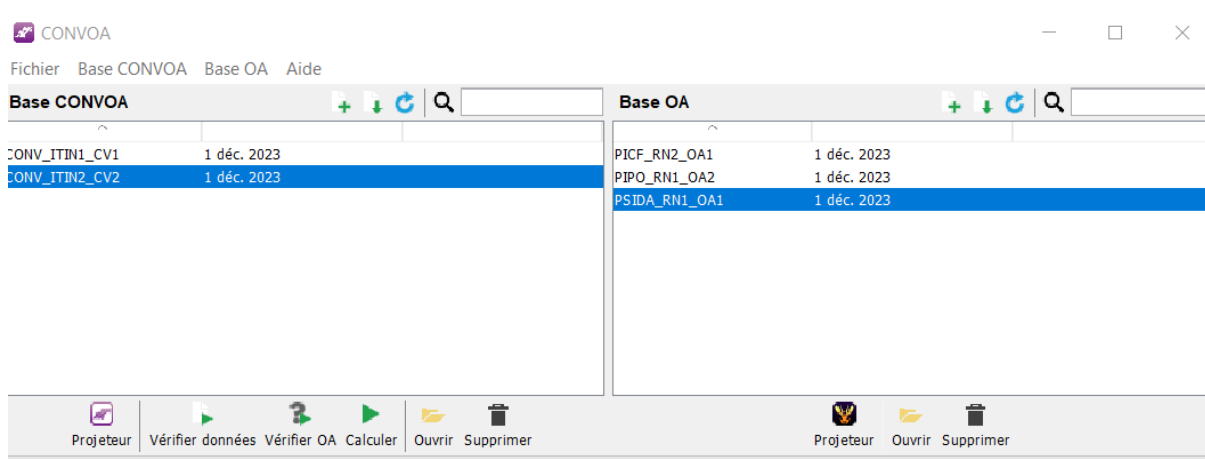 CONVOA
Fichier Base CONVOA Base OA Aide
Base CONVOA
CONV_ITIN1_CV1 1 déc. 2023
CONV_ITIN2_CV2 1 déc. 2023
Projeteur Vérifier données Vérifier OA Calculer Ouvrir Supprimer
Base OA
PICF_RN2_OA1 1 déc. 2023
PIPO_RN1_OA2 1 déc. 2023
PSIDA_RN1_OA1 1 déc. 2023
Projeteur Ouvrir Supprimer